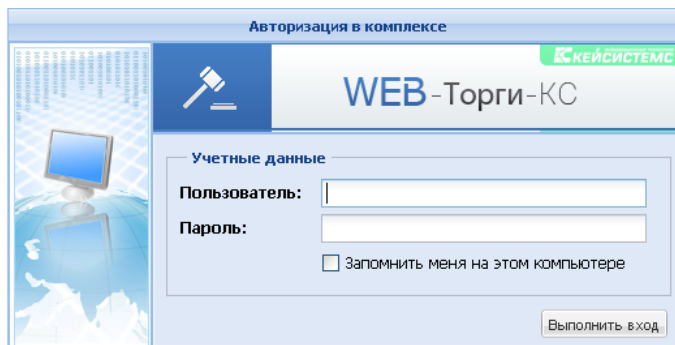 Авторизация в комплексе
КЕЙСИСТЕМС
WEB-Торги-КС
Учетные данные
Пользователь:
Пароль:
Запомнить меня на этом компьютере
Выполнить вход